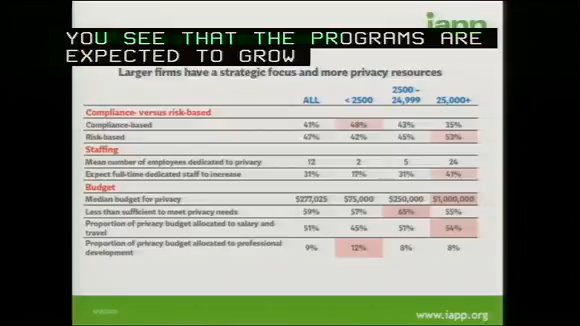 iapp
YOU SEE THAT THE PROGRAMS ARE
EXPECTED TO GROW
Larger firms have a strategic focus and more privacy resources
ALL < 2500 2500 – 24,999 25,000+
Compliance- versus risk-based
Compliance-based 41% 48% 43% 35%
Risk-based 47% 42% 45% 53%
Staffing
Mean number of employees dedicated to privacy 12 2 5 24
Expect full-time dedicated staff to increase 31% 17% 31% 41%
Budget
Median budget for privacy $277,025 $75,000 $250,000 $1,000,000
Less than sufficient to meet privacy needs 59% 57% 65% 55%
Proportion of privacy budget allocated to salary and
travel 51% 45% 51% 54%
Proportion of privacy budget allocated to professional
development 9% 12% 8% 8%
www.iapp.org